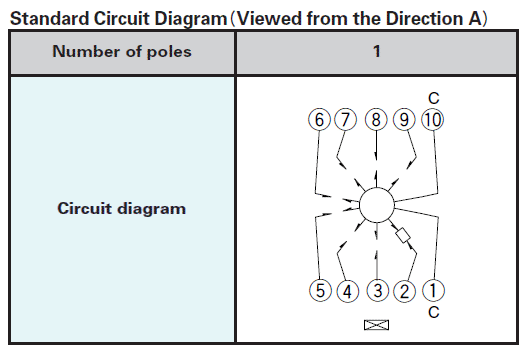 Standard Circuit Diagram (Viewed from the Direction A)
Number of poles 1
C
6 7 8 9 10
Circuit diagram
5 4 3 2 1
C